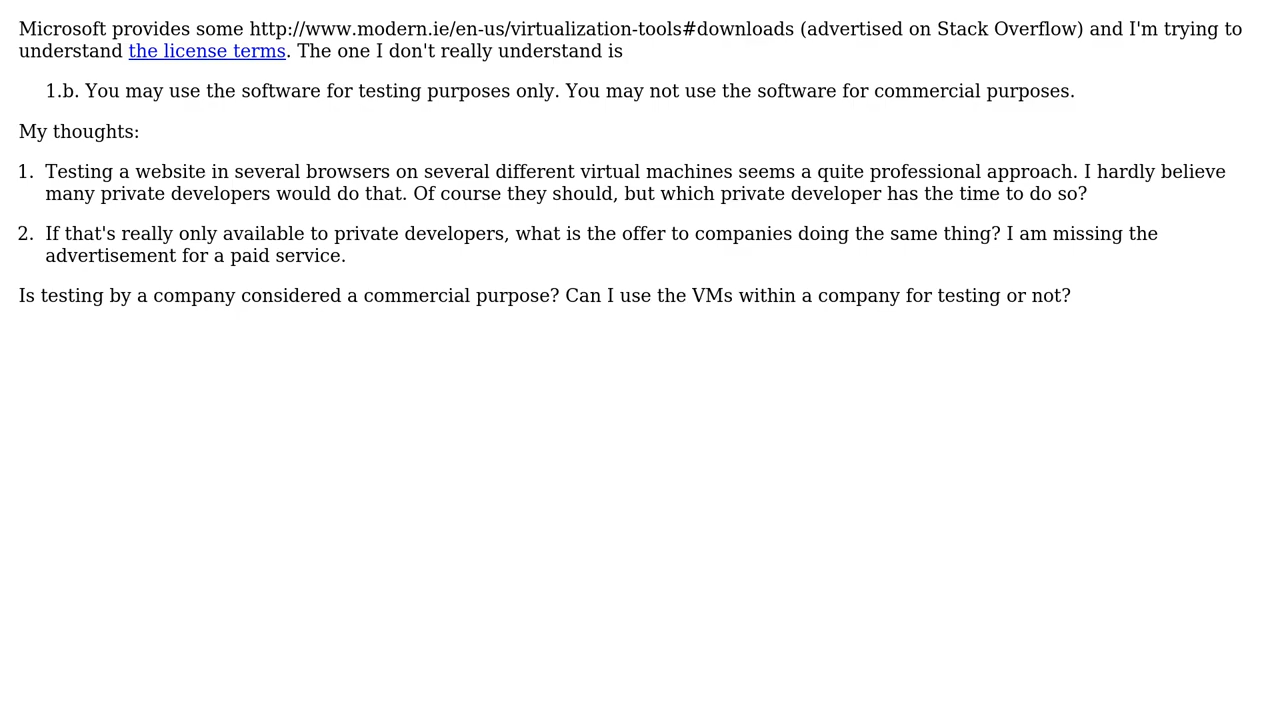 Microsoft provides some http://www.modern.ie/en-us/virtualization-tools#downloads (advertised on Stack Overflow) and I'm trying to
understand the license terms. The one I don't really understand is
1.b. You may use the software for testing purposes only. You may not use the software for commercial purposes.
My thoughts:
1. Testing a website in several browsers on several different virtual machines seems a quite professional approach. I hardly believe
many private developers would do that. Of course they should, but which private developer has the time to do so?
2. If that's really only available to private developers, what is the offer to companies doing the same thing? I am missing the
advertisement for a paid service.
Is testing by a company considered a commercial purpose? Can I use the VMs within a company for testing or not?